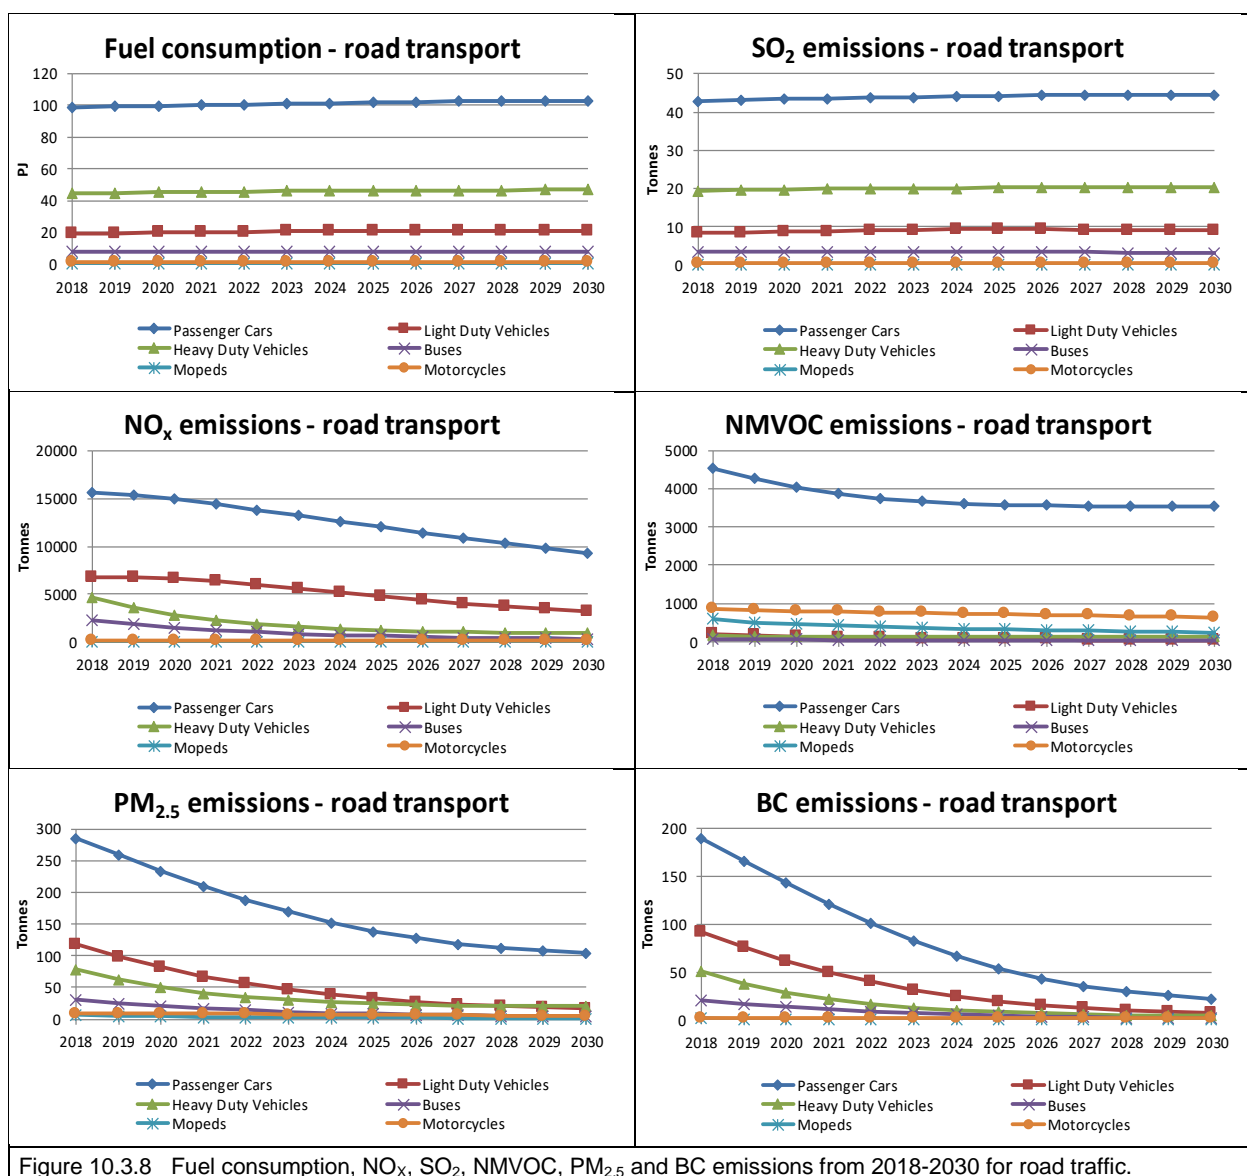 Fuel consumption - road transport
120
100
80
60
40
20
0
PJ
2018 2019 2020 2021 2022 2023 2024 2025 2026 2027 2028 2029 2030
Passenger Cars Light Duty Vehicles
Heavy Duty Vehicles Buses
Mopeds Motorcycles
SO2 emissions - road transport
50
40
30
20
10
0
Tonnes
2018 2019 2020 2021 2022 2023 2024 2025 2026 2027 2028 2029 2030
Passenger Cars Light Duty Vehicles
Heavy Duty Vehicles Buses
Mopeds Motorcycles
NOx emissions - road transport
20000
15000
10000
5000
0
Tonnes
2018 2019 2020 2021 2022 2023 2024 2025 2026 2027 2028 2029 2030
Passenger Cars Light Duty Vehicles
Heavy Duty Vehicles Buses
Mopeds Motorcycles
NMVOC emissions - road transport
5000
4000
3000
2000
1000
0
Tonnes
2018 2019 2020 2021 2022 2023 2024 2025 2026 2027 2028 2029 2030
Passenger Cars Light Duty Vehicles
Heavy Duty Vehicles Buses
Mopeds Motorcycles
PM2.5 emissions - road transport
300
250
200
150
100
50
0
Tonnes
2018 2019 2020 2021 2022 2023 2024 2025 2026 2027 2028 2029 2030
Passenger Cars Light Duty Vehicles
Heavy Duty Vehicles Buses
Mopeds Motorcycles
BC emissions - road transport
200
150
100
50
0
Tonnes
2018 2019 2020 2021 2022 2023 2024 2025 2026 2027 2028 2029 2030
Passenger Cars Light Duty Vehicles
Heavy Duty Vehicles Buses
Mopeds Motorcycles
Figure 10.3.8 Fuel consumption, NOX, SO2, NMVOC, PM2.5 and BC emissions from 2018-2030 for road traffic.